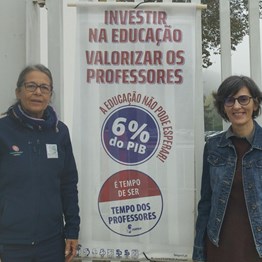 INVESTIR
NA EDUCAÇÃO
VALORIZAR OS
PROFESSORES
A EDUCAÇÃO NÃO PODE ESPERAR!
6%
do PIB
É TEMPO
DE SER
TEMPO DOS
PROFESSORES